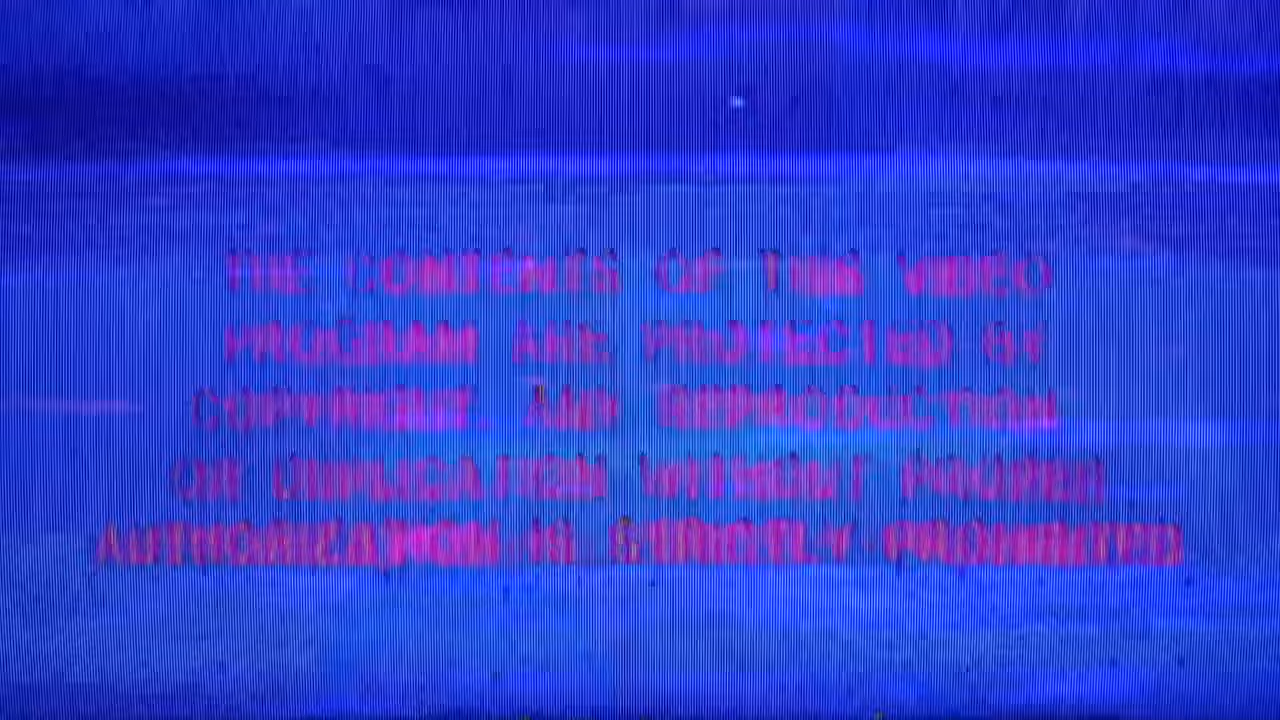 THE CONTENTS OF THIS VIDEO
PROGRAM ARE PROTECTED BY
COPYRIGHT. ANY REPRODUCTION
OR DUPLICATION WITHOUT PROPER
AUTHORIZATION IS STRICTLY PROHIBITED